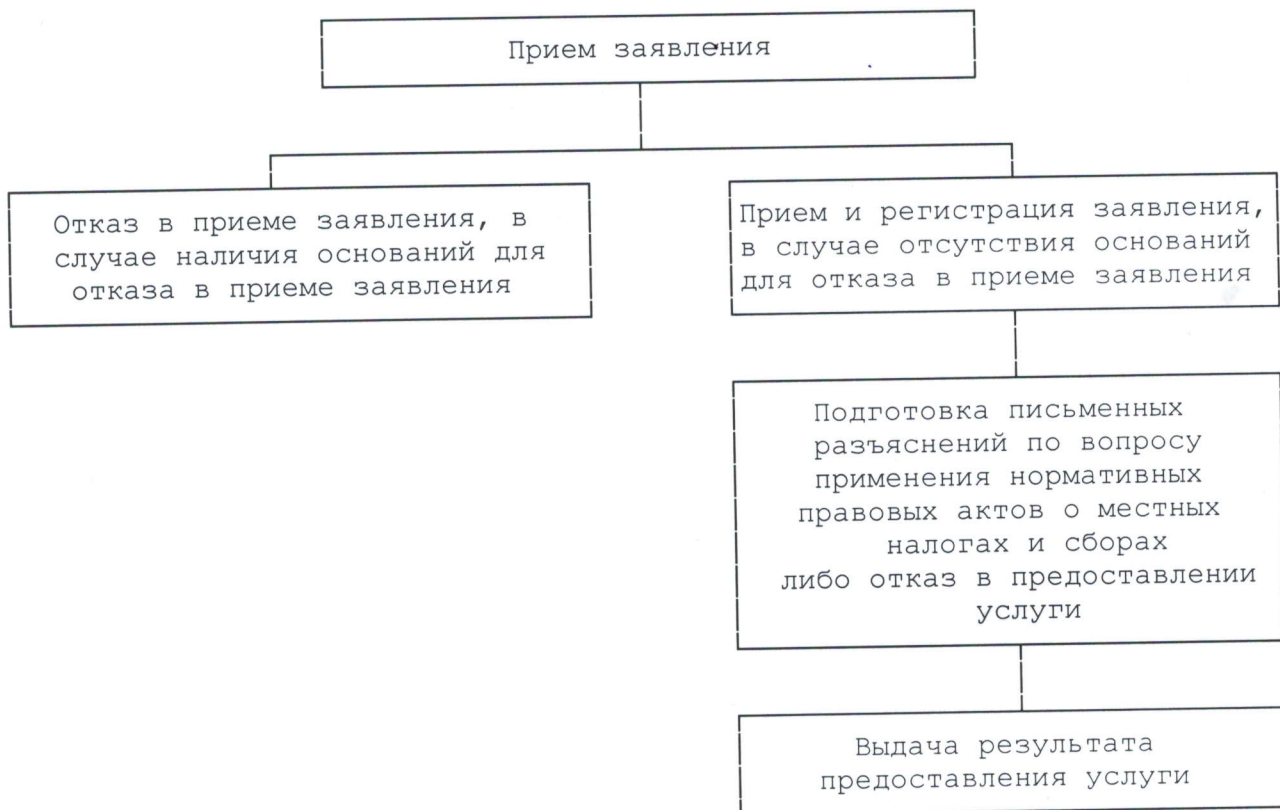 Прием заявления
Отказ в приеме заявления, в
случае наличия оснований для
отказа в приеме заявления
Прием и регистрация заявления,
в случае отсутствия оснований
для отказа в приеме заявления
Подготовка письменных
разъяснений по вопросу
применения нормативных
правовых актов о местных
налогах и сборах
либо отказ в предоставлении
услуги
Выдача результата
предоставления услуги